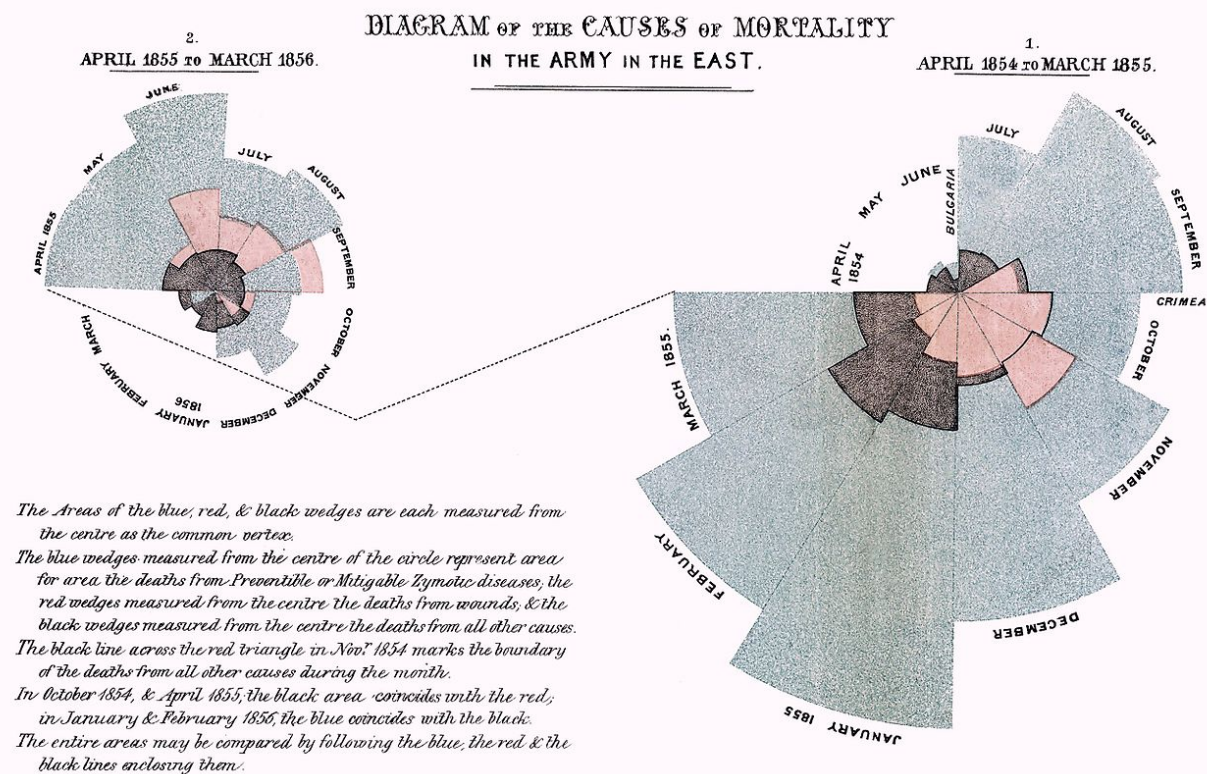 DIAGRAM OF THE CAUSES OF MORTALITY
IN THE ARMY IN THE EAST.
2.
APRIL 1855 TO MARCH 1856.
1.
APRIL 1854 TO MARCH 1855.
APRIL 1855
MAY
JUNE
JULY
AUGUST
SEPTEMBER
OCTOBER
NOVEMBER
DECEMBER
JANUARY
1856
FEBRUARY
MARCH
APRIL
1854
MAY
JUNE
BULGARIA
JULY
AUGUST
SEPTEMBER
CRIMEA
OCTOBER
NOVEMBER
DECEMBER
JANUARY 1855
FEBRUARY
MARCH 1855.
The Areas of the blue, red, & black wedges are each measured from
the centre as the common vertex.
The blue wedges measured from the centre of the circle represent area
for area the deaths from Preventible or Mitigable Zymotic diseases; the
red wedges measured from the centre the deaths from wounds; & the
black wedges measured from the centre the deaths from all other causes.
The black line across the red triangle in Novr. 1854 marks the boundary
of the deaths from all other causes during the month.
In October 1854, & April 1855, the black area coincides with the red;
in January & February 1856, the blue coincides with the black.
The entire areas may be compared by following the blue, the red & the
black lines enclosing them.